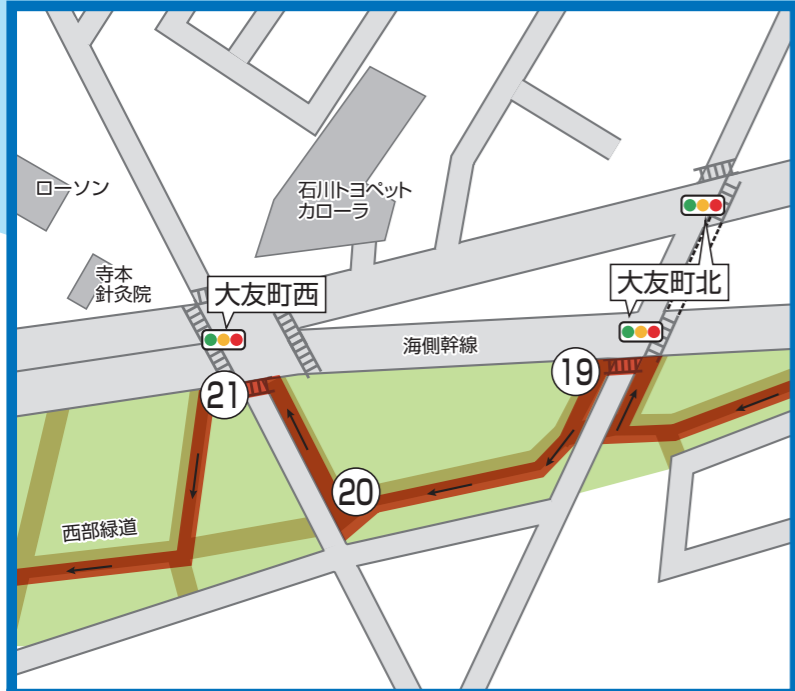 ローソン
石川トヨペット
カローラ
寺本
針灸院
大友町西
大友町北
海側幹線
19
21
20
西部緑道